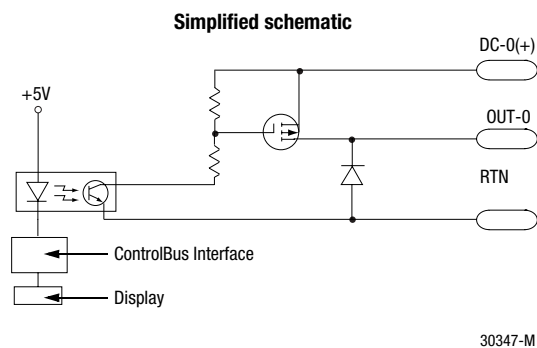 Simplified schematic
DC-0(+)
+5V
OUT-0
RTN
ControlBus Interface
Display
30347-M